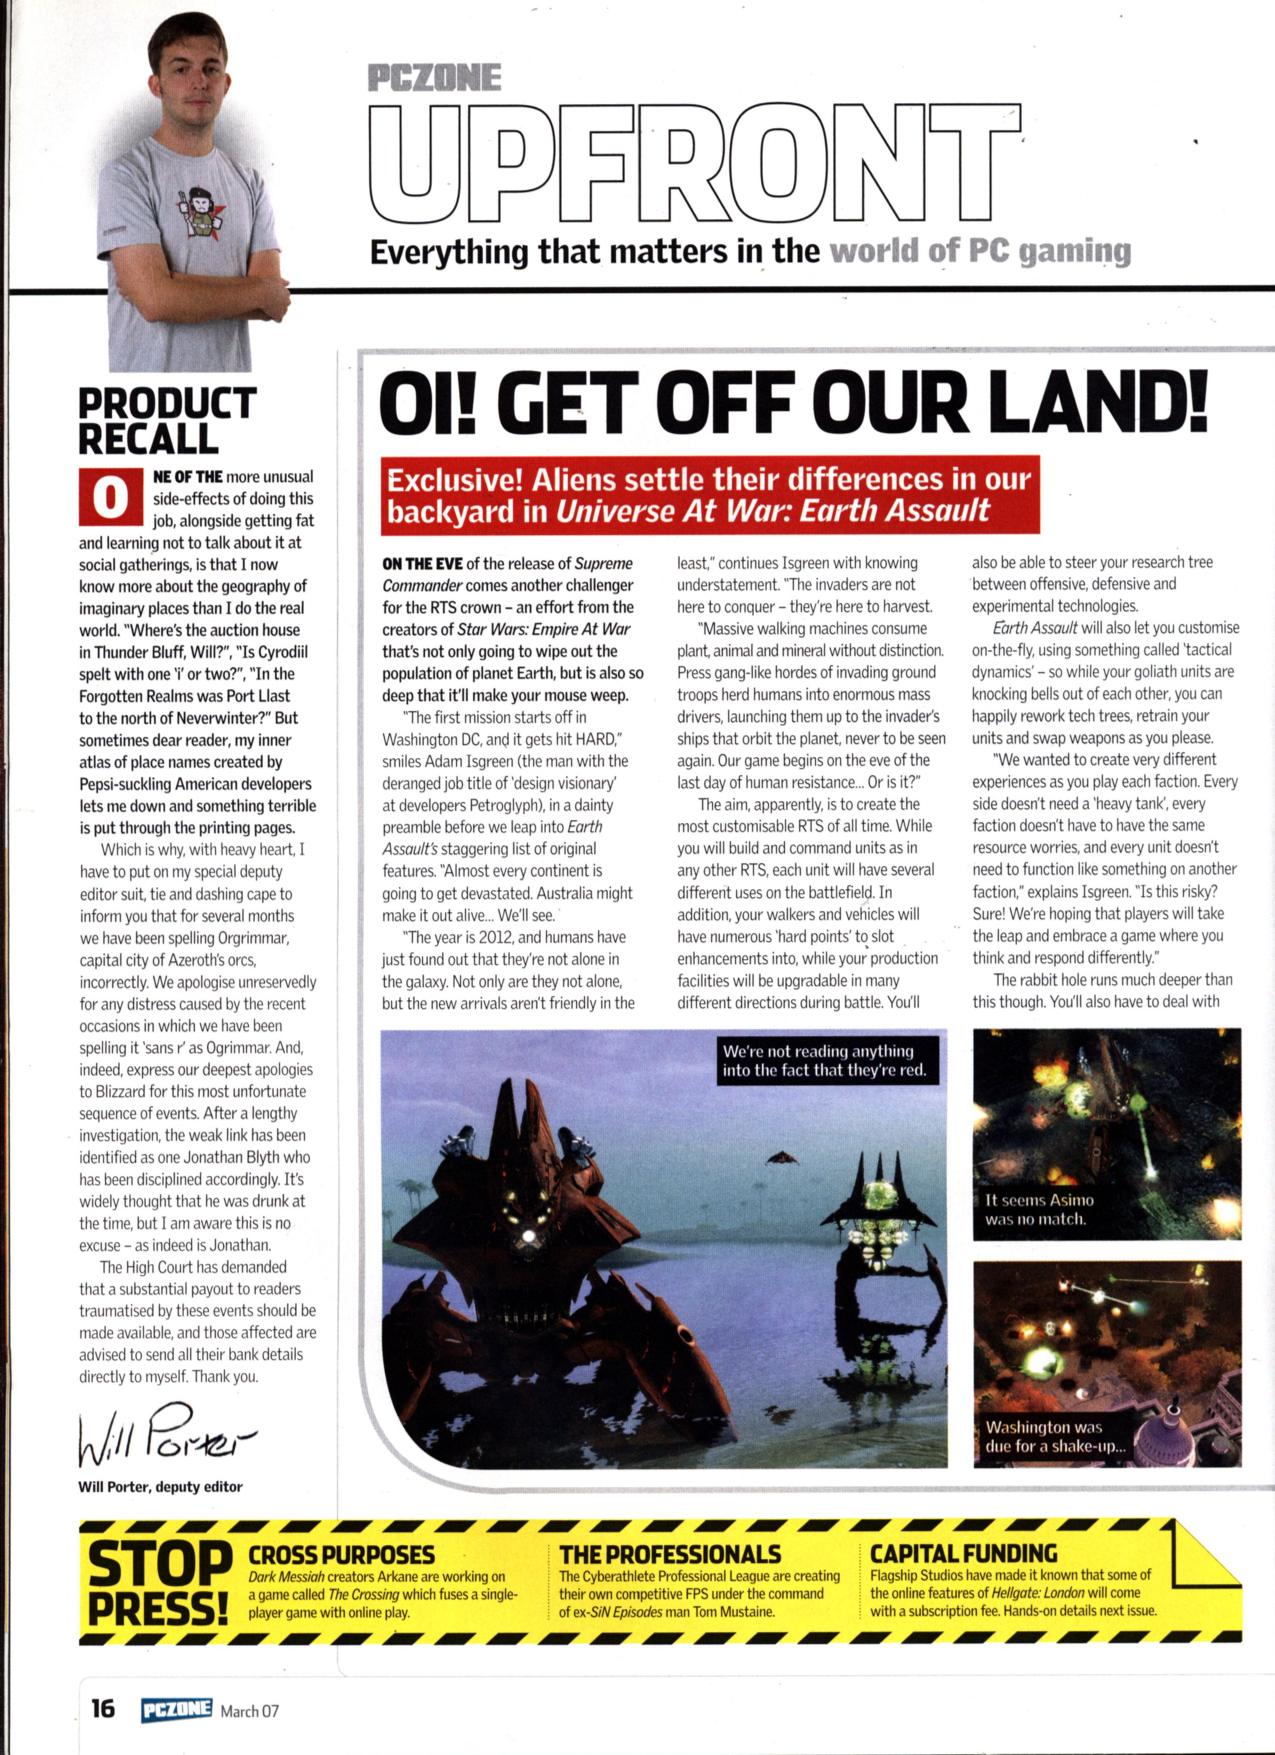 PCZONE
UPFRONT
Everything that matters in the world of PC gaming
PRODUCT
RECALL
ONE OF THE more unusual
side-effects of doing this
job, alongside getting fat
and learning not to talk about it at
social gatherings, is that I now
know more about the geography of
imaginary places than I do the real
world. "Where's the auction house
in Thunder Bluff, Will?", "Is Cyrodiil
spelt with one 'i' or two?", "In the
Forgotten Realms was Port Llast
to the north of Neverwinter?" But
sometimes dear reader, my inner
atlas of place names created by
Pepsi-suckling American developers
lets me down and something terrible
is put through the printing pages.
Which is why, with heavy heart, I
have to put on my special deputy
editor suit, tie and dashing cape to
inform you that for several months
we have been spelling Orgrimmar,
capital city of Azeroth's orcs,
incorrectly. We apologise unreservedly
for any distress caused by the recent
occasions in which we have been
spelling it 'sans r' as Ogrimmar. And,
indeed, express our deepest apologies
to Blizzard for this most unfortunate
sequence of events. After a lengthy
investigation, the weak link has been
identified as one Jonathan Blyth who
has been disciplined accordingly. It's
widely thought that he was drunk at
the time, but I am aware this is no
excuse – as indeed is Jonathan.
The High Court has demanded
that a substantial payout to readers
traumatised by these events should be
made available, and those affected are
advised to send all their bank details
directly to myself. Thank you.
Will Porter
Will Porter, deputy editor
OI! GET OFF OUR LAND!
Exclusive! Aliens settle their differences in our
backyard in Universe At War: Earth Assault
ON THE EVE of the release of Supreme
Commander comes another challenger
for the RTS crown – an effort from the
creators of Star Wars: Empire At War
that's not only going to wipe out the
population of planet Earth, but is also so
deep that it'll make your mouse weep.
"The first mission starts off in
Washington DC, and it gets hit HARD,"
smiles Adam Isgreen (the man with the
deranged job title of 'design visionary'
at developers Petroglyph), in a dainty
preamble before we leap into Earth
Assault's staggering list of original
features. "Almost every continent is
going to get devastated. Australia might
make it out alive... We'll see.
"The year is 2012, and humans have
just found out that they're not alone in
the galaxy. Not only are they not alone,
but the new arrivals aren't friendly in the
least," continues Isgreen with knowing
understatement. "The invaders are not
here to conquer – they're here to harvest.
"Massive walking machines consume
plant, animal and mineral without distinction.
Press gang-like hordes of invading ground
troops herd humans into enormous mass
drivers, launching them up to the invader's
ships that orbit the planet, never to be seen
again. Our game begins on the eve of the
last day of human resistance... Or is it?"
The aim, apparently, is to create the
most customisable RTS of all time. While
you will build and command units as in
any other RTS, each unit will have several
different uses on the battlefield. In
addition, your walkers and vehicles will
have numerous 'hard points' to slot
enhancements into, while your production
facilities will be upgradable in many
different directions during battle. You'll
also be able to steer your research tree
between offensive, defensive and
experimental technologies.
Earth Assault will also let you customise
on-the-fly, using something called 'tactical
dynamics' – so while your goliath units are
knocking bells out of each other, you can
happily rework tech trees, retrain your
units and swap weapons as you please.
"We wanted to create very different
experiences as you play each faction. Every
side doesn't need a 'heavy tank', every
faction doesn't have to have the same
resource worries, and every unit doesn't
need to function like something on another
faction," explains Isgreen. "Is this risky?
Sure! We're hoping that players will take
the leap and embrace a game where you
think and respond differently."
The rabbit hole runs much deeper than
this though. You'll also have to deal with
We're not reading anything
into the fact that they're red.
It seems Asimo
was no match.
Washington was
due for a shake-up...
STOP
PRESS!
CROSS PURPOSES
Dark Messiah creators Arkane are working on
a game called The Crossing which fuses a single-
player game with online play.
THE PROFESSIONALS
The Cyberathlete Professional League are creating
their own competitive FPS under the command
of ex-SiN Episodes man Tom Mustaine.
CAPITAL FUNDING
Flagship Studios have made it known that some of
the online features of Hellgate: London will come
with a subscription fee. Hands-on details next issue.
16 PCZONE March 07